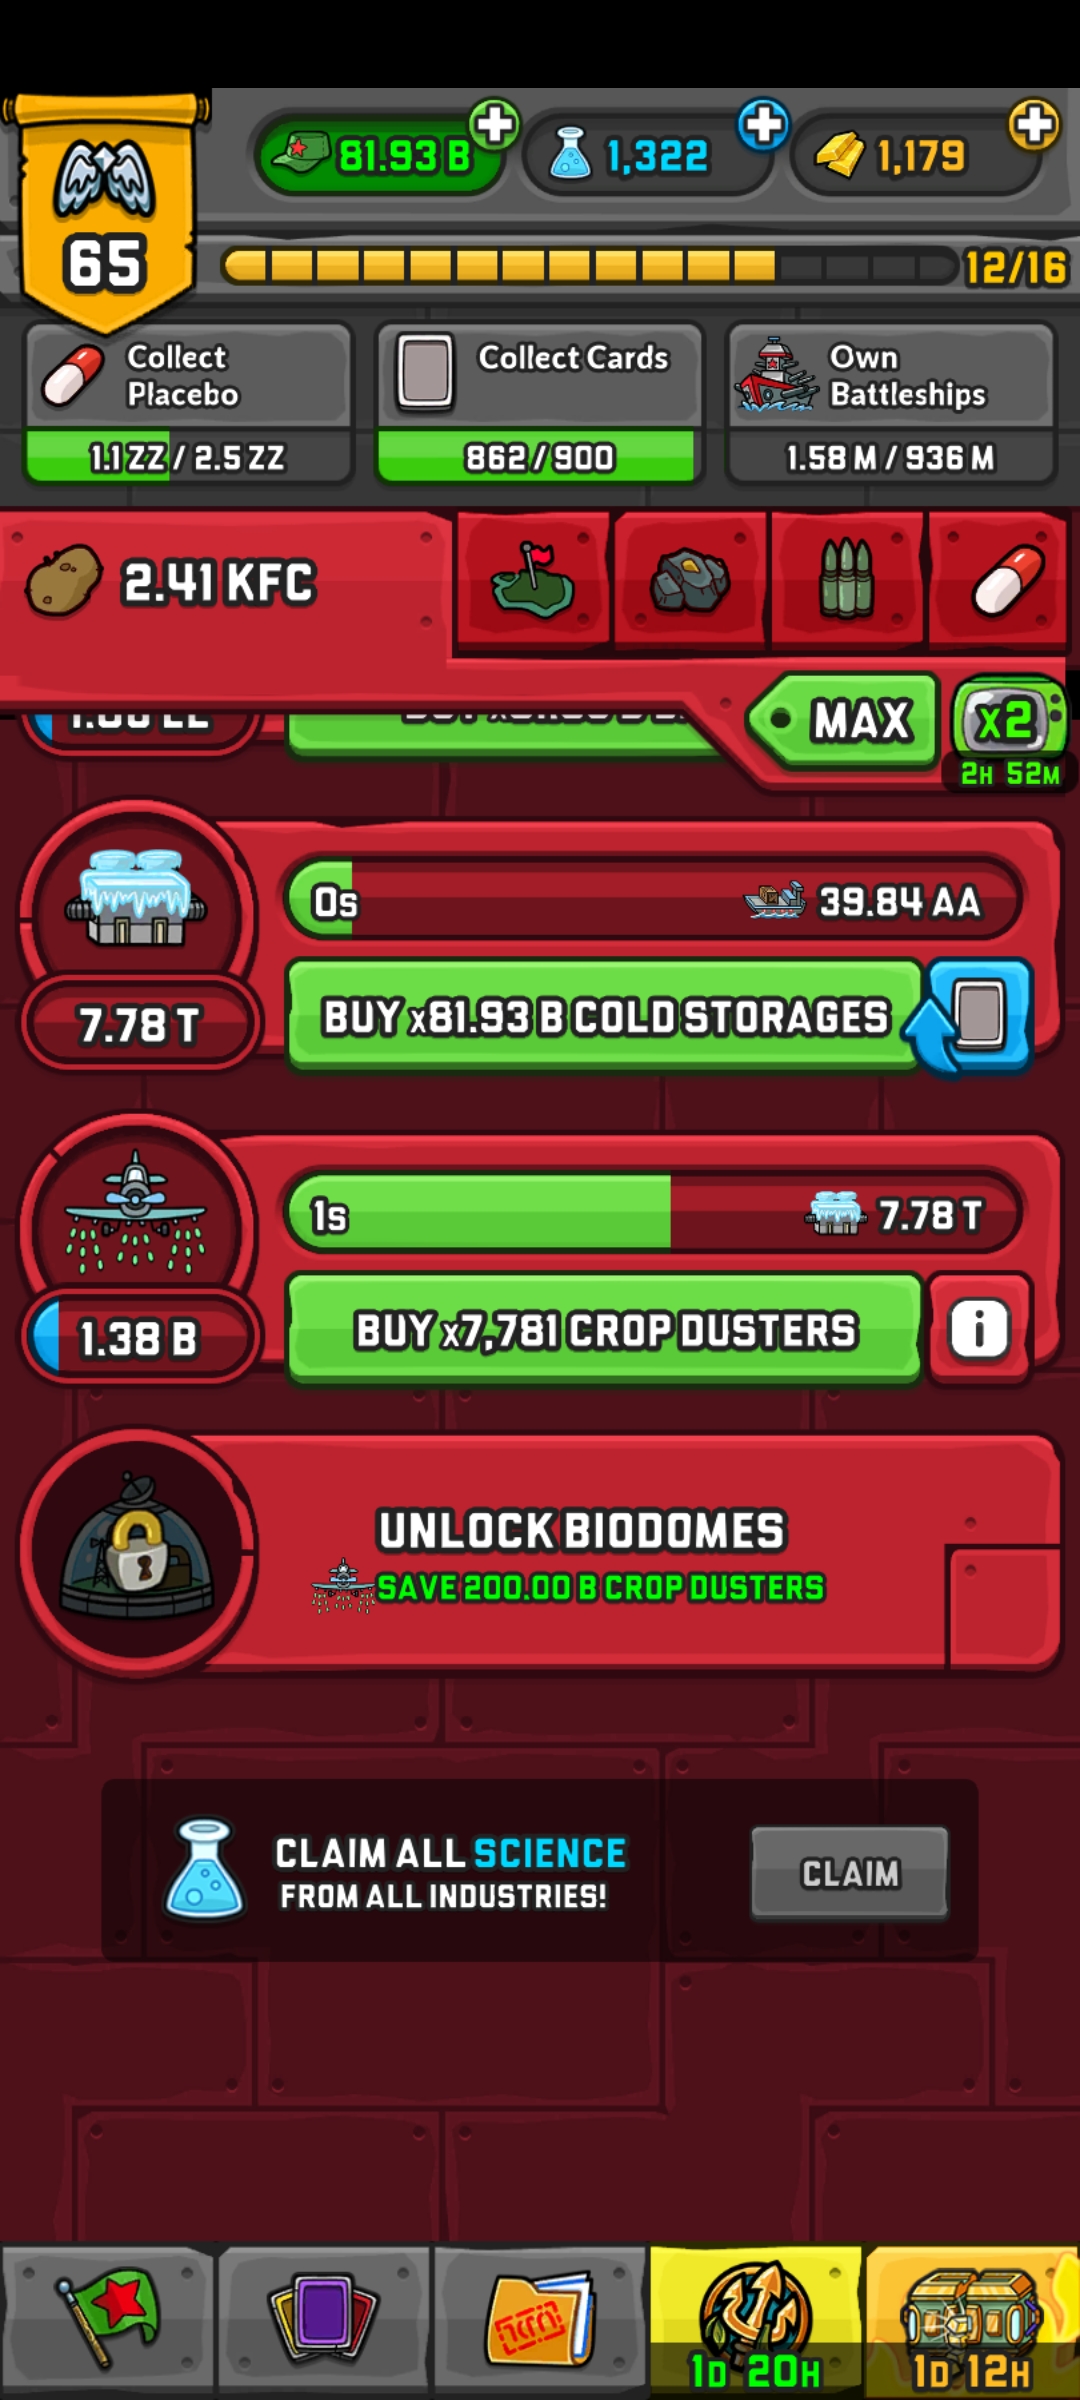 81.93 B
1,322
1,179
65
12/16
Collect
Placebo
Collect Cards
Own
Battleships
1.1 ZZ / 2.5 ZZ
862 / 900
1.58 M / 936 M
2.41 KFC
MAX
x2
2H 52M
0s
39.84 AA
7.78 T
BUY x81.93 B COLD STORAGES
1s
7.78 T
1.38 B
BUY x7,781 CROP DUSTERS
i
UNLOCK BIODOMES
SAVE 200.00 B CROP DUSTERS
CLAIM ALL SCIENCE
FROM ALL INDUSTRIES!
CLAIM
1D 20H
1D 12H